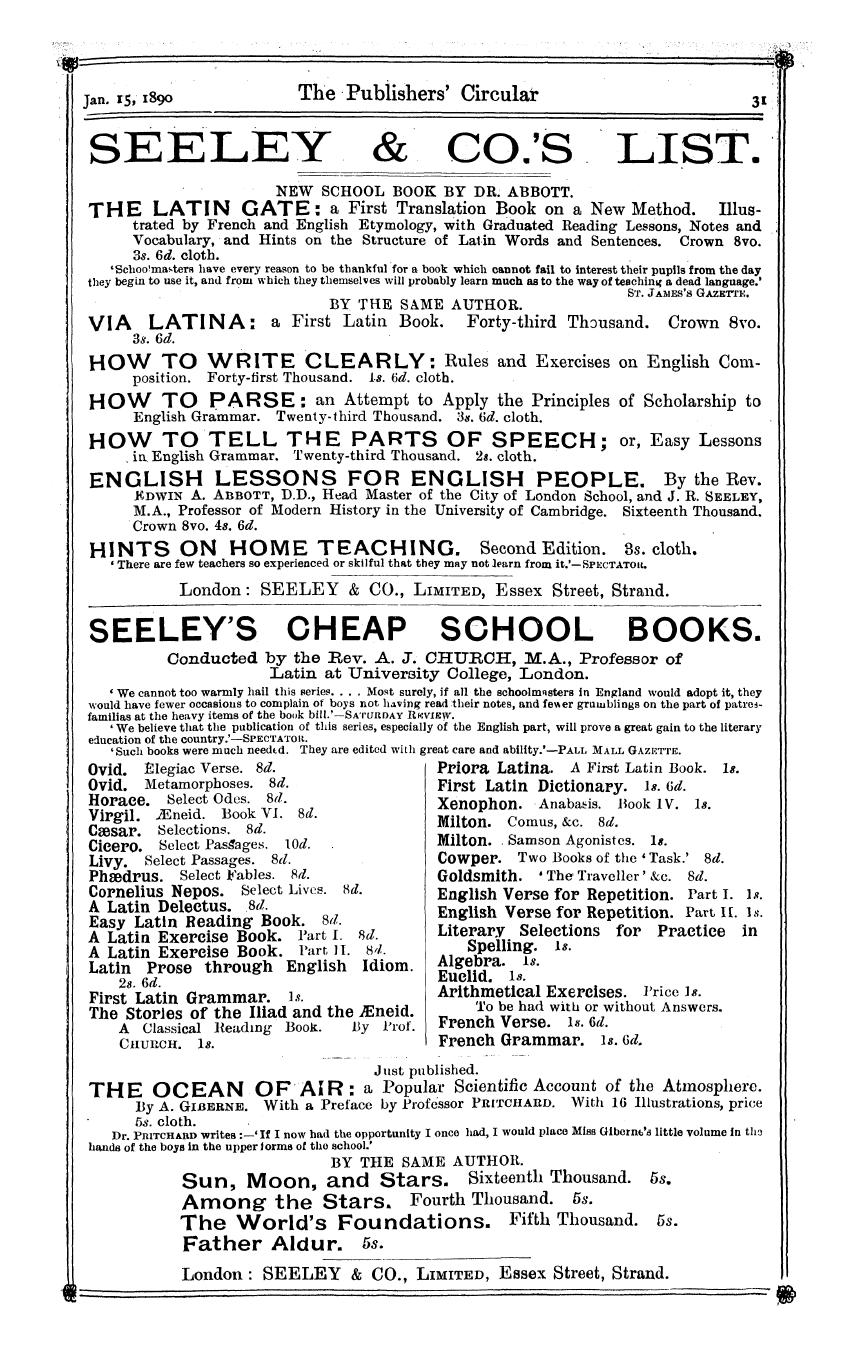 Jan. 15, 1890
The Publishers' Circular
31
SEELEY & CO.'S LIST.
NEW SCHOOL BOOK BY DR. ABBOTT.
THE LATIN GATE: a First Translation Book on a New Method. Illus-
trated by French and English Etymology, with Graduated Reading Lessons, Notes and
Vocabulary, and Hints on the Structure of Latin Words and Sentences. Crown 8vo.
3s. 6d. cloth.
'Schoolmasters have every reason to be thankful for a book which cannot fail to interest their pupils from the day
they begin to use it, and from which they themselves will probably learn much as to the way of teaching a dead language.'
ST. JAMES'S GAZETTE.
BY THE SAME AUTHOR.
VIA LATINA: a First Latin Book. Forty-third Thousand. Crown 8vo.
3s. 6d.
HOW TO WRITE CLEARLY: Rules and Exercises on English Com-
position. Forty-first Thousand. 1s. 6d. cloth.
HOW TO PARSE: an Attempt to Apply the Principles of Scholarship to
English Grammar. Twenty-third Thousand. 3s. 6d. cloth.
HOW TO TELL THE PARTS OF SPEECH; or, Easy Lessons
in English Grammar. Twenty-third Thousand. 2s. cloth.
ENGLISH LESSONS FOR ENGLISH PEOPLE. By the Rev.
EDWIN A. ABBOTT, D.D., Head Master of the City of London School, and J. R. SEELEY,
M.A., Professor of Modern History in the University of Cambridge. Sixteenth Thousand.
Crown 8vo. 4s. 6d.
HINTS ON HOME TEACHING. Second Edition. 3s. cloth.
'There are few teachers so experienced or skilful that they may not learn from it.'—SPECTATOR.
London: SEELEY & CO., LIMITED, Essex Street, Strand.
SEELEY'S CHEAP SCHOOL BOOKS.
Conducted by the Rev. A. J. CHURCH, M.A., Professor of
Latin at University College, London.
'We cannot too warmly hail this series. . . . Most surely, if all the schoolmasters in England would adopt it, they
would have fewer occasions to complain of boys not having read their notes, and fewer grumblings on the part of patres-
familias at the heavy items of the book bill.'—SATURDAY REVIEW.
'We believe that the publication of this series, especially of the English part, will prove a great gain to the literary
education of the country.'—SPECTATOR.
'Such books were much needed. They are edited with great care and ability.'—PALL MALL GAZETTE.
Ovid. Elegiac Verse. 8d.
Ovid. Metamorphoses. 8d.
Horace. Select Odes. 8d.
Virgil. Æneid. Book VI. 8d.
Cæsar. Selections. 8d.
Cicero. Select Passages. 10d.
Livy. Select Passages. 8d.
Phædrus. Select Fables. 8d.
Cornelius Nepos. Select Lives. 8d.
A Latin Delectus. 8d.
Easy Latin Reading Book. 8d.
A Latin Exercise Book. Part I. 8d.
A Latin Exercise Book. Part II. 8d.
Latin Prose through English Idiom.
2s. 6d.
First Latin Grammar. 1s.
The Stories of the Iliad and the Æneid.
A Classical Reading Book. By Prof.
CHURCH. 1s.
Priora Latina. A First Latin Book. 1s.
First Latin Dictionary. 1s. 6d.
Xenophon. Anabasis. Book IV. 1s.
Milton. Comus, &c. 8d.
Milton. Samson Agonistes. 1s.
Cowper. Two Books of the 'Task.' 8d.
Goldsmith. 'The Traveller' &c. 8d.
English Verse for Repetition. Part I. 1s.
English Verse for Repetition. Part II. 1s.
Literary Selections for Practice in
Spelling. 1s.
Algebra. 1s.
Euclid. 1s.
Arithmetical Exercises. Price 1s.
To be had with or without Answers.
French Verse. 1s. 6d.
French Grammar. 1s. 6d.
Just published.
THE OCEAN OF AIR: a Popular Scientific Account of the Atmosphere.
By A. GIBERNE. With a Preface by Professor PRITCHARD. With 16 Illustrations, price
5s. cloth.
Dr. PRITCHARD writes:—'If I now had the opportunity I once had, I would place Miss Giberne's little volume in the
hands of the boys in the upper forms of the school.'
BY THE SAME AUTHOR.
Sun, Moon, and Stars. Sixteenth Thousand. 5s.
Among the Stars. Fourth Thousand. 5s.
The World's Foundations. Fifth Thousand. 5s.
Father Aldur. 5s.
London: SEELEY & CO., LIMITED, Essex Street, Strand.